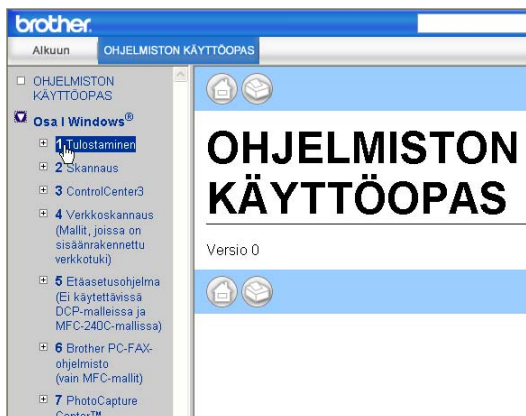 brother.
Alkuun
OHJELMISTON KÄYTTÖOPAS
OHJELMISTON
KÄYTTÖOPAS
Osa I Windows®
1 Tulostaminen
2 Skannaus
3 ControlCenter3
4 Verkkoskannaus
(Mallit, joissa on
sisäänrakennettu
verkkotuki)
5 Etäasetusohjelma
(Ei käytettävissä
DCP-malleissa ja
MFC-240C-mallissa)
6 Brother PC-FAX-
ohjelmisto
(vain MFC-mallit)
7 PhotoCapture
Center™
OHJELMISTON
KÄYTTÖOPAS
Versio 0